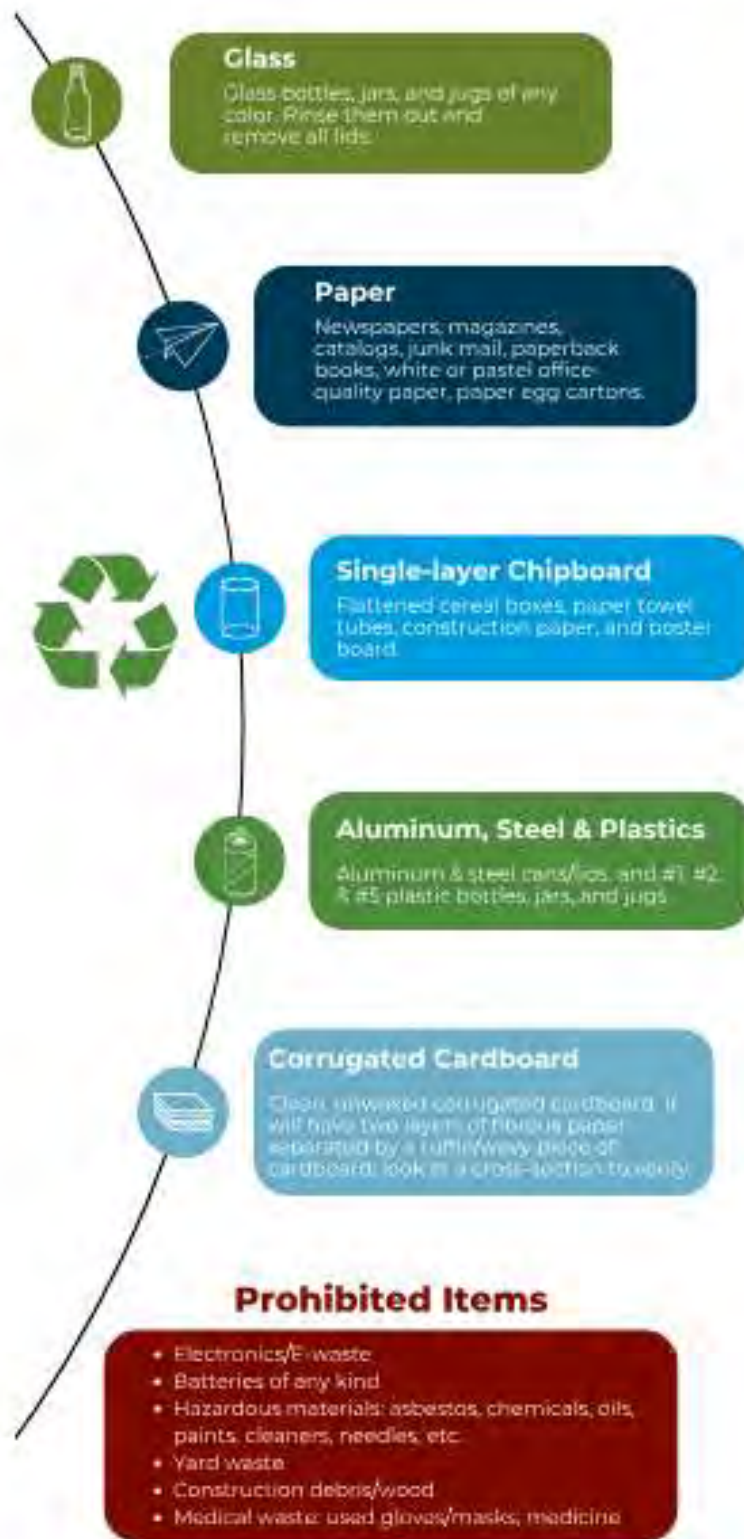 Glass
Glass bottles, jars, and jugs of any
color. Rinse them out and
remove all lids.
Paper
Newspapers, magazines,
catalogs, junk mail, paperback
books, white or pastel office-
quality paper, paper egg cartons.
Single-layer Chipboard
Flattened cereal boxes, paper towel
tubes, construction paper, and poster
board.
Aluminum, Steel & Plastics
Aluminum & steel cans/lids, and #1, #2,
& #5 plastic bottles, jars, and jugs
Corrugated Cardboard
Clean, unwaxed corrugated cardboard. It
will have two layers of fibrous paper
separated by a ruffle/wavy piece of
cardboard; look at a cross-section to verify.
Prohibited Items
• Electronics/E-waste
• Batteries of any kind
• Hazardous materials: asbestos, chemicals, oils,
paints, cleaners, needles, etc.
• Yard waste
• Construction debris/wood
• Medical waste: used gloves/masks, medicine